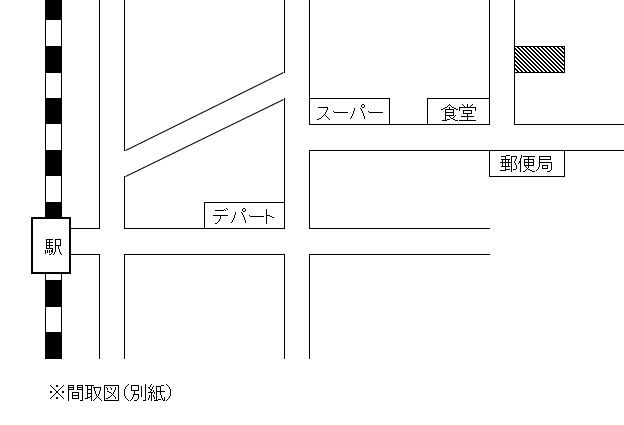 スーパー
食堂
郵便局
デパート
駅
※間取図(別紙)